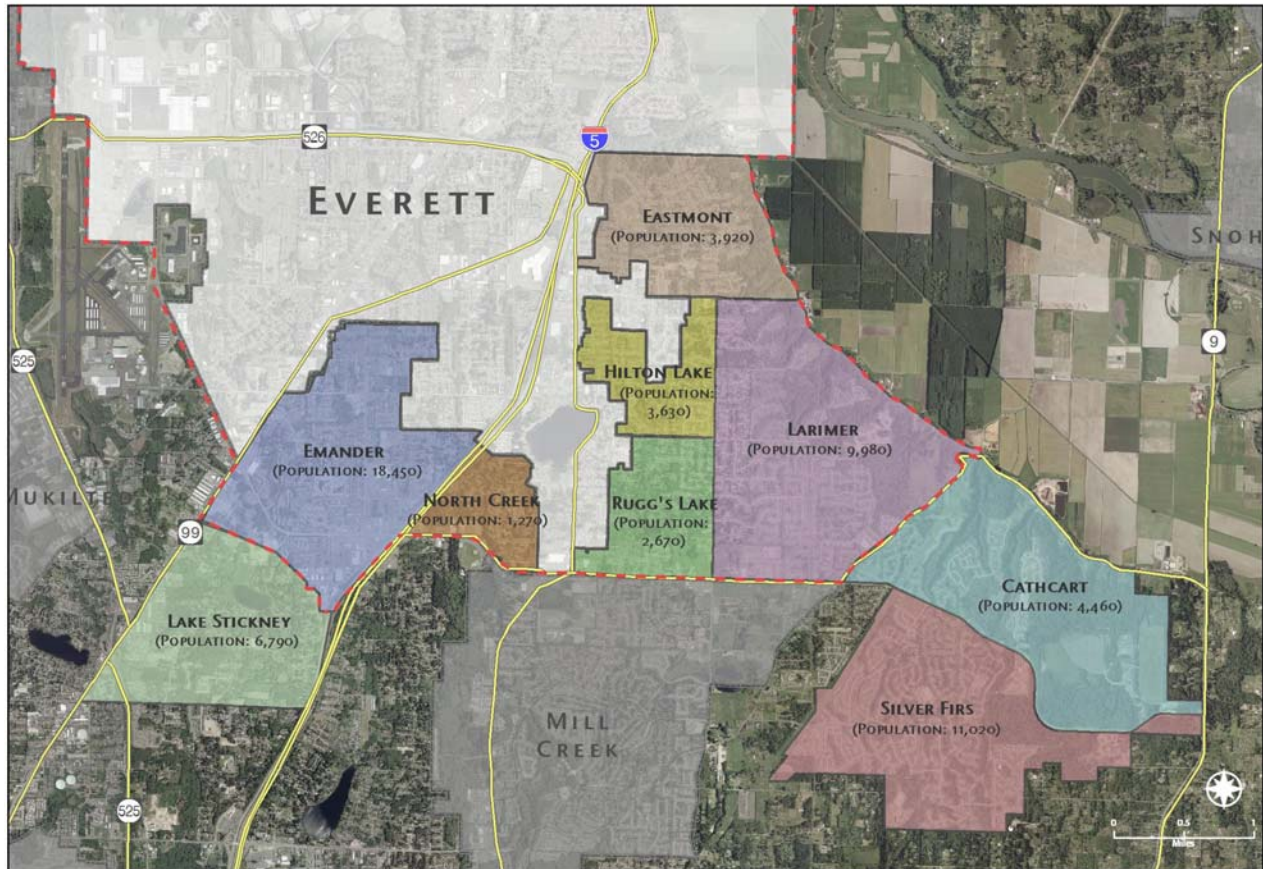 526
5
EVERETT
EASTMONT
(POPULATION: 3,920)
SNOH
9
525
HILTON LAKE
(POPULATION:
3,630)
LARIMER
(POPULATION: 9,980)
EMANDER
(POPULATION: 18,450)
MUKILTEO
NORTH CREEK
(POPULATION: 1,270)
RUGG'S LAKE
(POPULATION:
2,670)
99
CATHCART
(POPULATION: 4,460)
LAKE STICKNEY
(POPULATION: 6,790)
SILVER FIRS
(POPULATION: 11,020)
MILL
CREEK
525
0 0.5 1
Miles